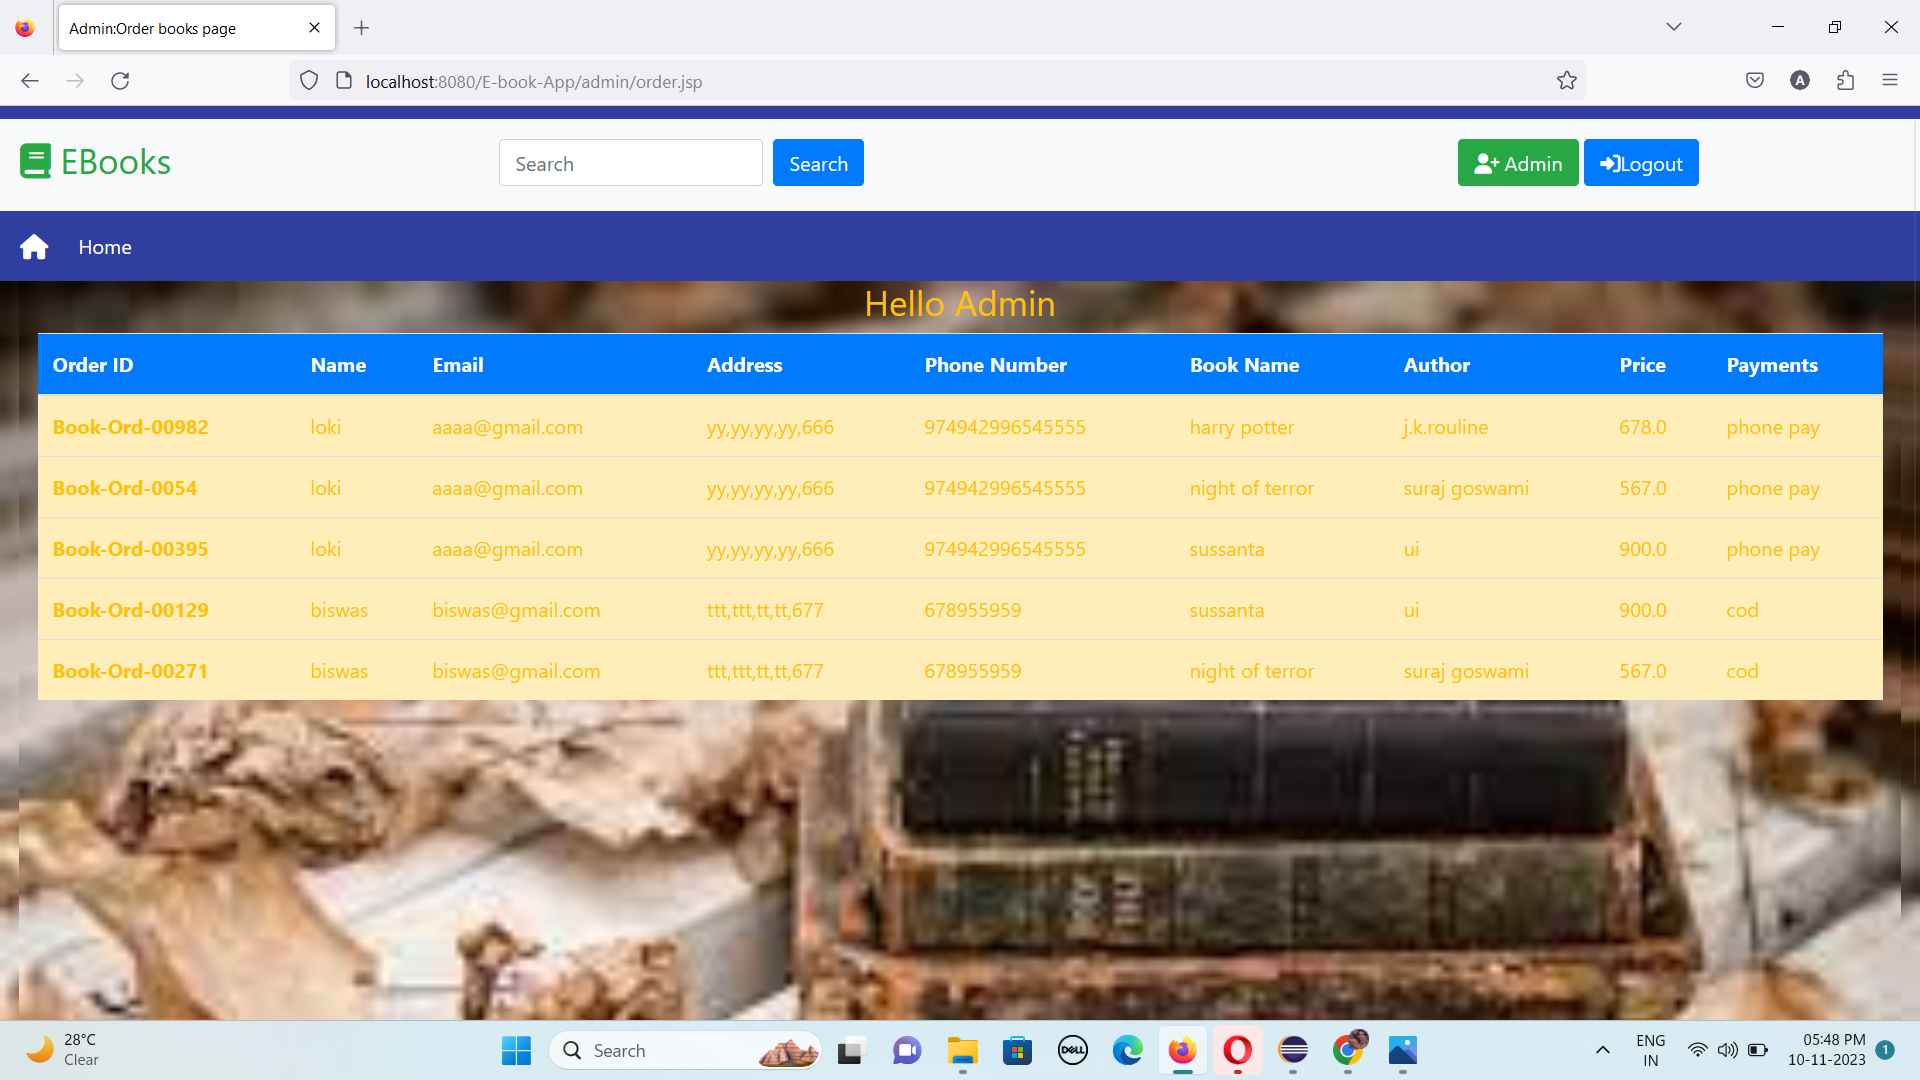 Admin:Order books page
localhost:8080/E-book-App/admin/order.jsp
A
EBooks
Search
Search
Admin
Logout
Home
Hello Admin
Order ID Name Email Address Phone Number Book Name Author Price Payments
Book-Ord-00982 loki aaaa@gmail.com yy,yy,yy,yy,666 974942996545555 harry potter j.k.rouline 678.0 phone pay
Book-Ord-0054 loki aaaa@gmail.com yy,yy,yy,yy,666 974942996545555 night of terror suraj goswami 567.0 phone pay
Book-Ord-00395 loki aaaa@gmail.com yy,yy,yy,yy,666 974942996545555 sussanta ui 900.0 phone pay
Book-Ord-00129 biswas biswas@gmail.com ttt,ttt,tt,tt,677 678955959 sussanta ui 900.0 cod
Book-Ord-00271 biswas biswas@gmail.com ttt,ttt,tt,tt,677 678955959 night of terror suraj goswami 567.0 cod
28°C
Clear
Search
DELL
ENG
IN
05:48 PM
10-11-2023
1